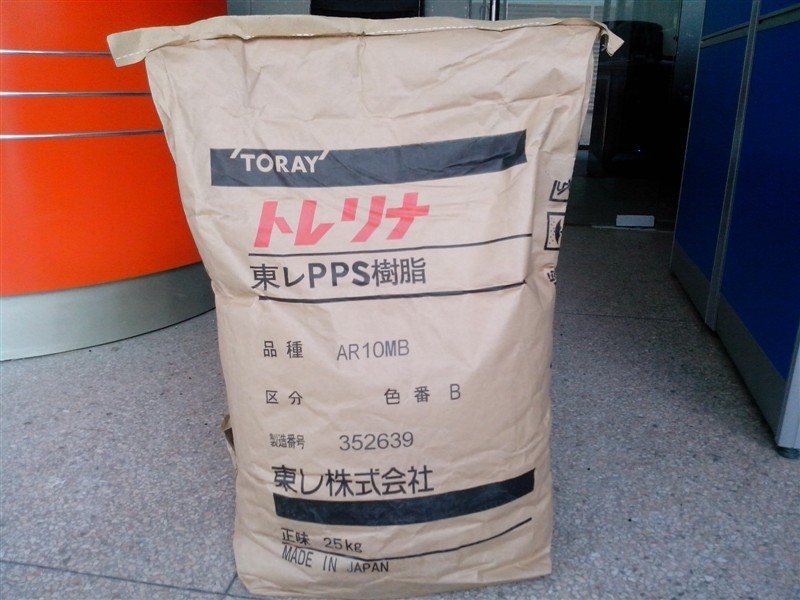 'TORAY'
トレリナ
東レPPS樹脂
品種 AR10MB
区分 色番 B
製造番号 352639
東レ株式会社
正味 25kg
MADE IN JAPAN